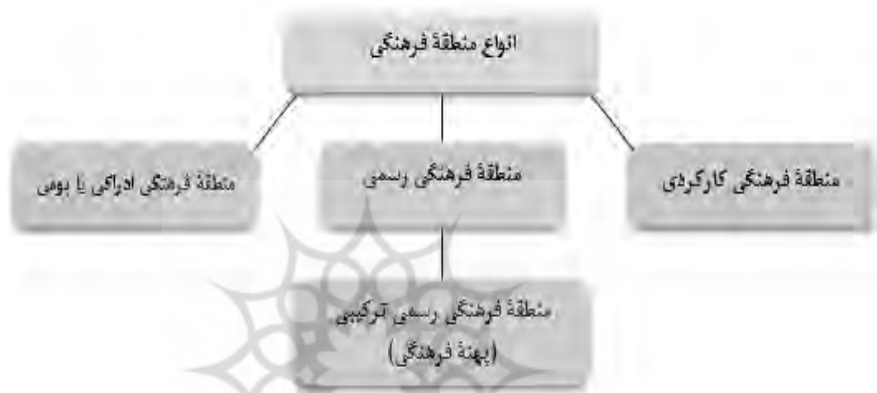 انواع منطقهٔ فرهنگی
منطقهٔ فرهنگی کارکردی
منطقهٔ فرهنگی رسمی
منطقهٔ فرهنگی ادراکی یا بومی
منطقهٔ فرهنگی رسمی ترکیبی
(پهنهٔ فرهنگی)